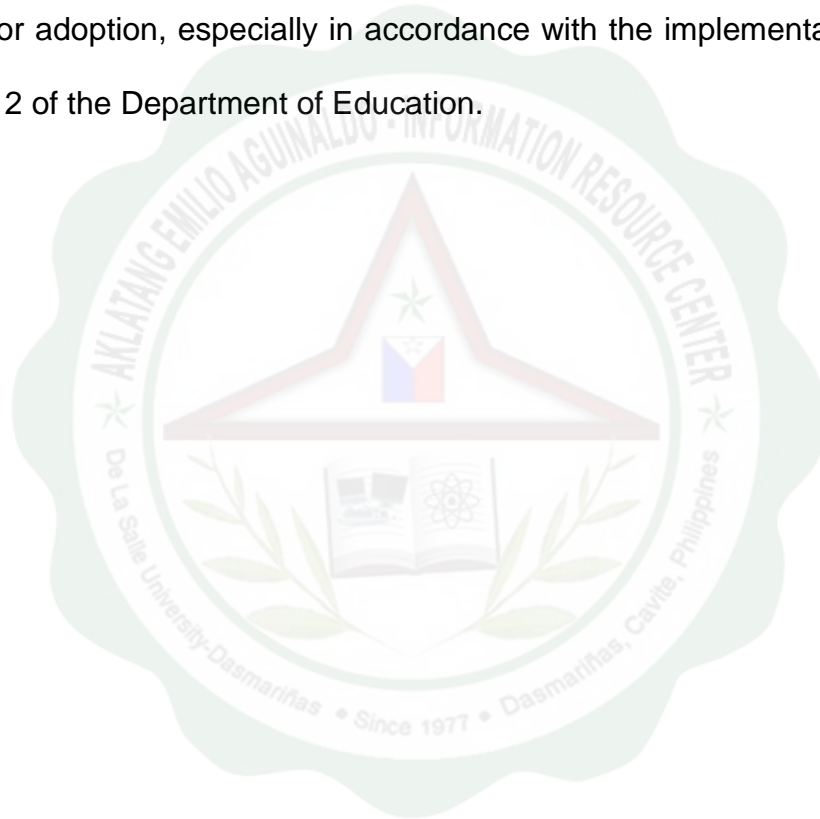 or adoption, especially in accordance with the implementa
2 of the Department of Education.
AKLATANG EMILIO AGUINALDO - INFORMATION RESOURCE CENTER
De La Salle University-Dasmariñas • Since 1977 • Dasmariñas, Cavite, Philippines